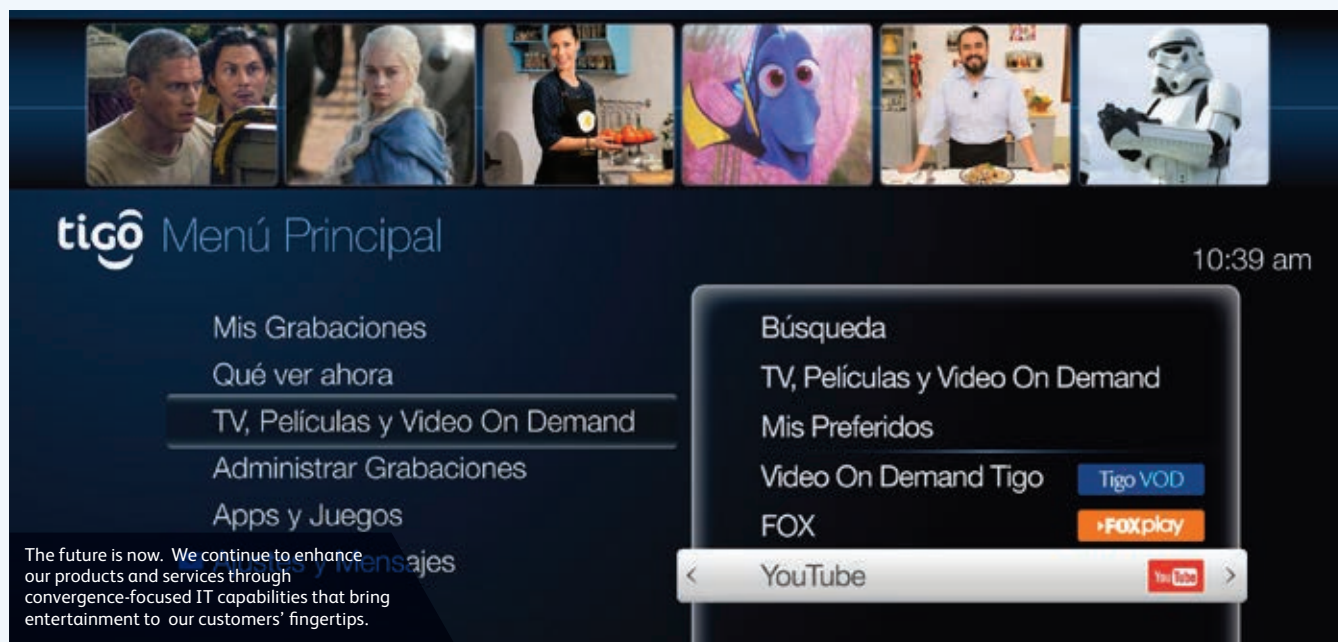 tigô Menú Principal
10:39 am
Mis Grabaciones
Qué ver ahora
TV, Películas y Video On Demand
Administrar Grabaciones
Apps y Juegos
Ajustes y Mensajes
Búsqueda
TV, Películas y Video On Demand
Mis Preferidos
Video On Demand Tigo Tigo VOD
FOX FOXplay
< YouTube YouTube >
The future is now. We continue to enhance
our products and services through
convergence-focused IT capabilities that bring
entertainment to our customers’ fingertips.